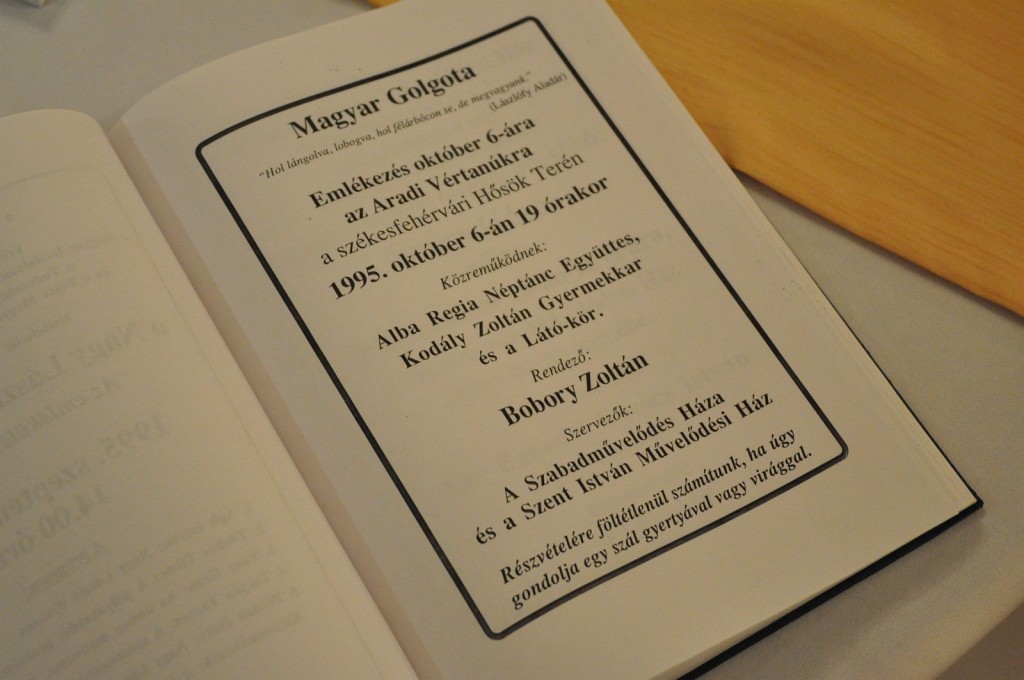 Magyar Golgota
"Hol lángolva, lobogva, hol félárbócon se, de megvagyunk."
(Lászlóffy Aladár)
Emlékezés október 6-ára
az Aradi Vértanúkra
a székesfehérvári Hősök Terén
1995. október 6-án 19 órakor
Közreműködnek:
Alba Regia Néptánc Együttes,
Kodály Zoltán Gyermekkar
és a Látó-kör.
Rendező:
Bobory Zoltán
Szervezők:
A Szabadművelődés Háza
és a Szent István Művelődési Ház
Részvételére föltétlenül számítunk, ha úgy
gondolja egy szál gyertyával vagy virággal.